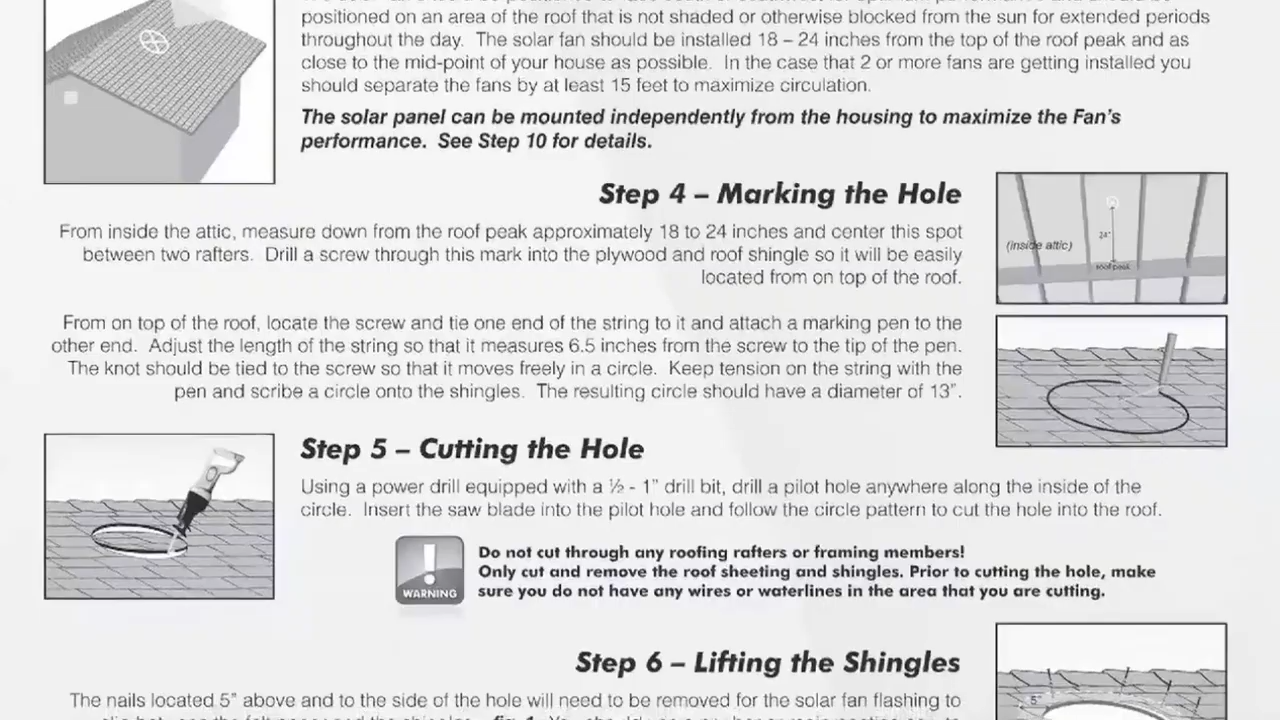 positioned on an area of the roof that is not shaded or otherwise blocked from the sun for extended periods
throughout the day. The solar fan should be installed 18 – 24 inches from the top of the roof peak and as
close to the mid-point of your house as possible. In the case that 2 or more fans are getting installed you
should separate the fans by at least 15 feet to maximize circulation.
The solar panel can be mounted independently from the housing to maximize the Fan's
performance. See Step 10 for details.
Step 4 – Marking the Hole
From inside the attic, measure down from the roof peak approximately 18 to 24 inches and center this spot
between two rafters. Drill a screw through this mark into the plywood and roof shingle so it will be easily
located from on top of the roof.
24"
(inside attic)
roof peak
From on top of the roof, locate the screw and tie one end of the string to it and attach a marking pen to the
other end. Adjust the length of the string so that it measures 6.5 inches from the screw to the tip of the pen.
The knot should be tied to the screw so that it moves freely in a circle. Keep tension on the string with the
pen and scribe a circle onto the shingles. The resulting circle should have a diameter of 13”.
Step 5 – Cutting the Hole
Using a power drill equipped with a ½ - 1” drill bit, drill a pilot hole anywhere along the inside of the
circle. Insert the saw blade into the pilot hole and follow the circle pattern to cut the hole into the roof.
WARNING
Do not cut through any roofing rafters or framing members!
Only cut and remove the roof sheeting and shingles. Prior to cutting the hole, make
sure you do not have any wires or waterlines in the area that you are cutting.
Step 6 – Lifting the Shingles
The nails located 5” above and to the side of the hole will need to be removed for the solar fan flashing to
5"